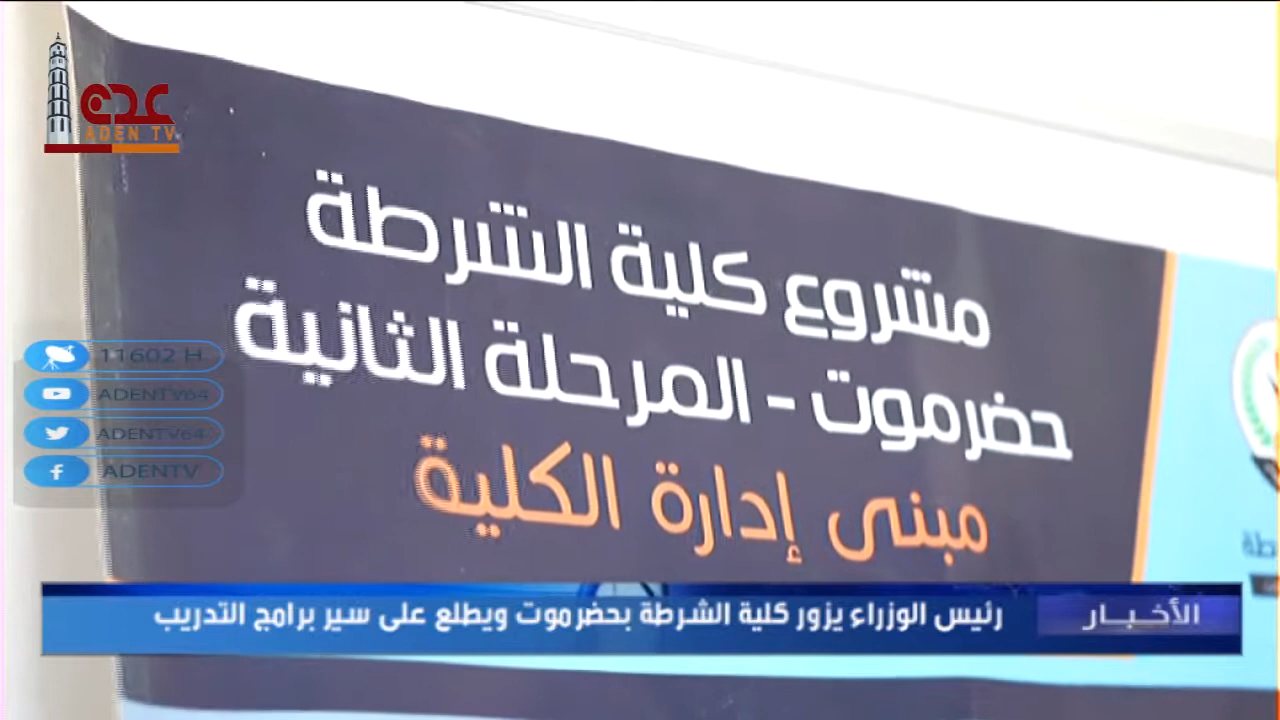 عدن
ADEN TV
مشروع كلية الشرطة
حضرموت - المرحلة الثانية
مبنى إدارة الكلية
11602 H
ADENTV64
ADENTV64
ADENTV
الأخبار
رئيس الوزراء يزور كلية الشرطة بحضرموت ويطلع على سير برامج التدريب